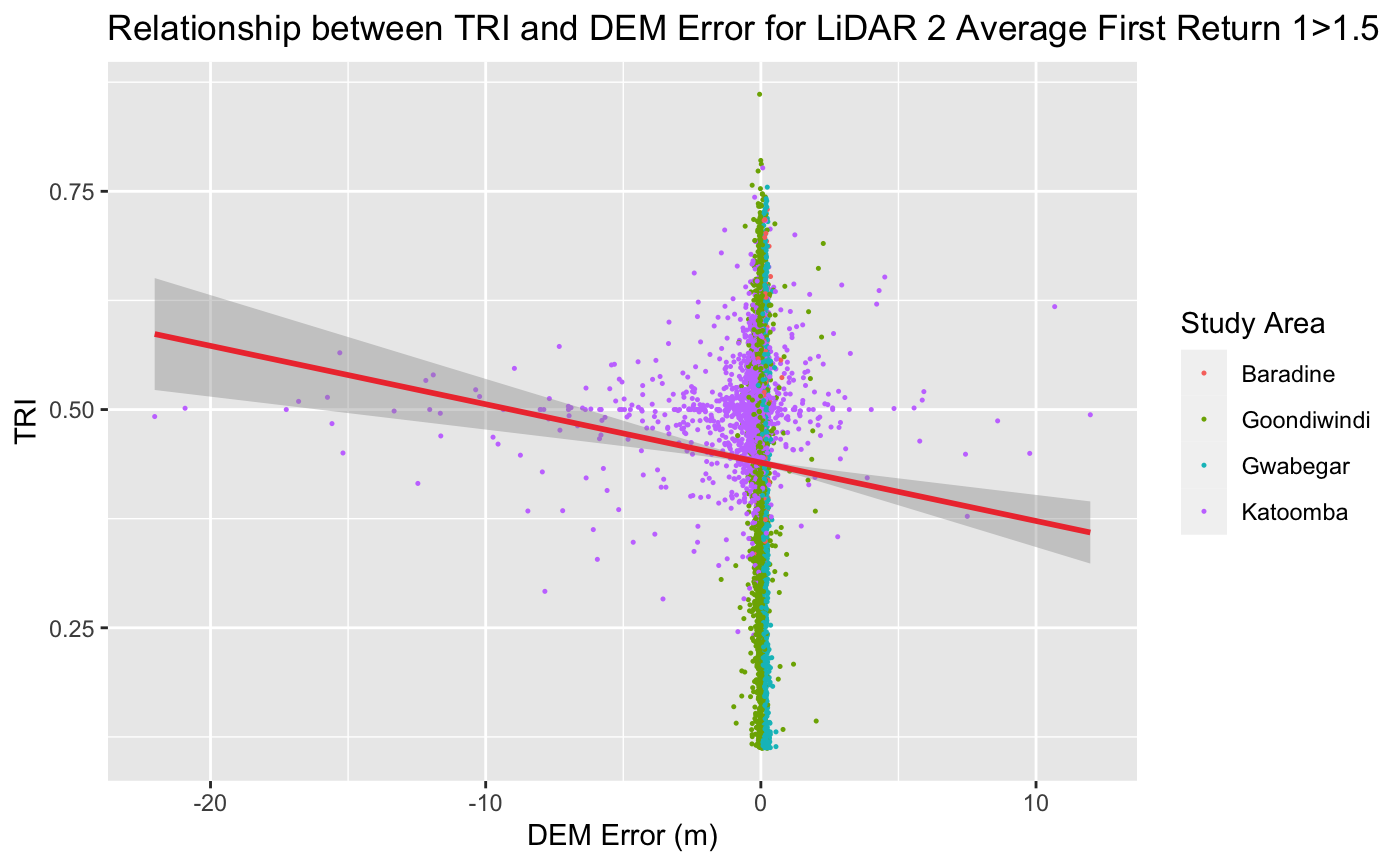 Relationship between TRI and DEM Error for LiDAR 2 Average First Return 1>1.5
0.75
0.50
0.25
TRI
-20
-10
0
10
DEM Error (m)
Study Area
Baradine
Goondiwindi
Gwabegar
Katoomba